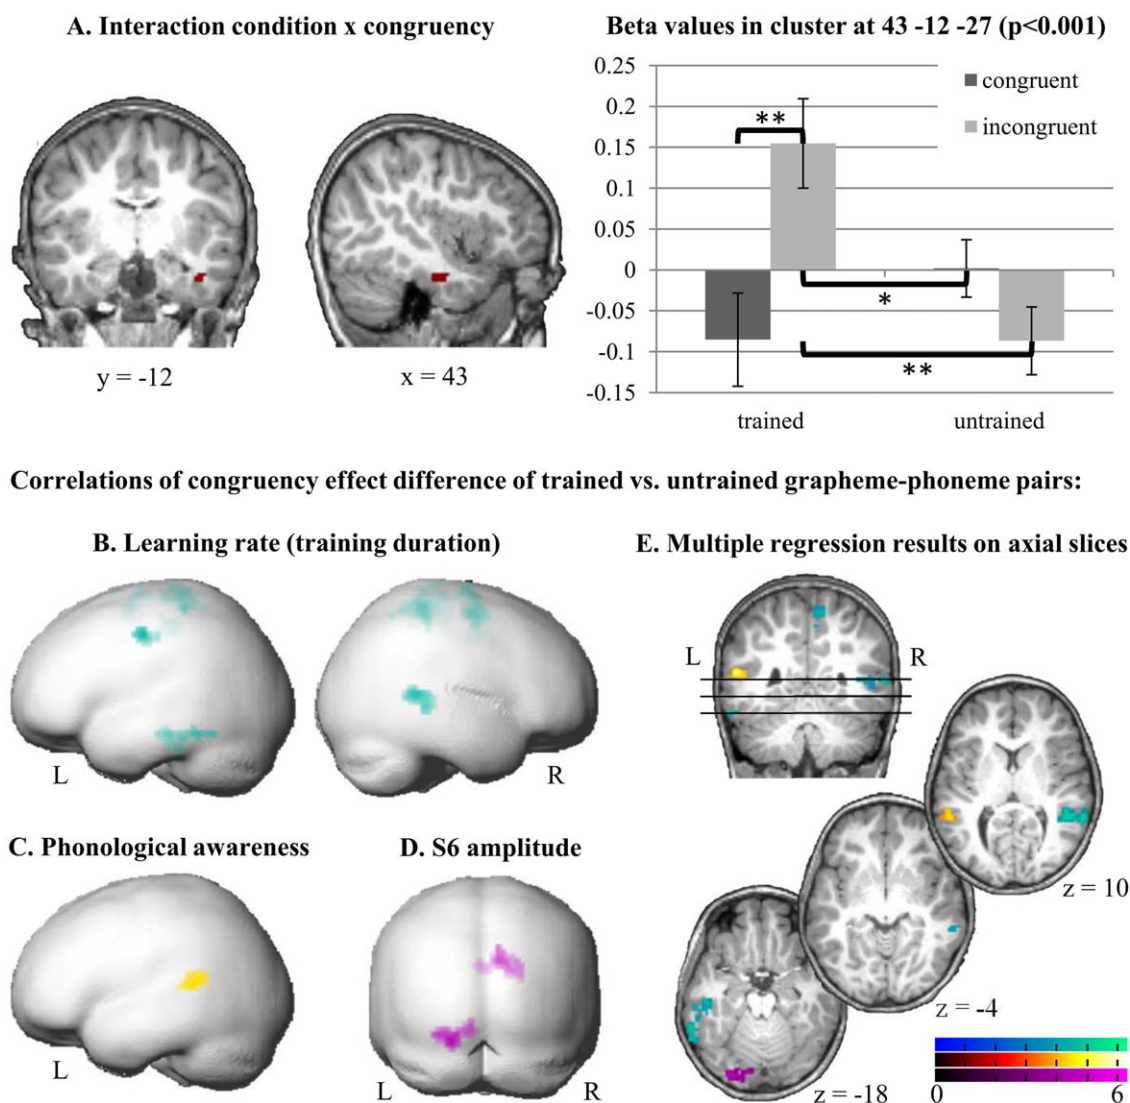 A. Interaction condition x congruency
y = -12
x = 43
Beta values in cluster at 43 -12 -27 (p<0.001)
0.25
0.2
0.15
0.1
0.05
0
-0.05
-0.1
-0.15
congruent
incongruent
**
*
**
trained
untrained
Correlations of congruency effect difference of trained vs. untrained grapheme-phoneme pairs:
B. Learning rate (training duration)
L
R
C. Phonological awareness
L
D. S6 amplitude
L
R
E. Multiple regression results on axial slices
L
R
z = 10
z = -4
z = -18
0
6